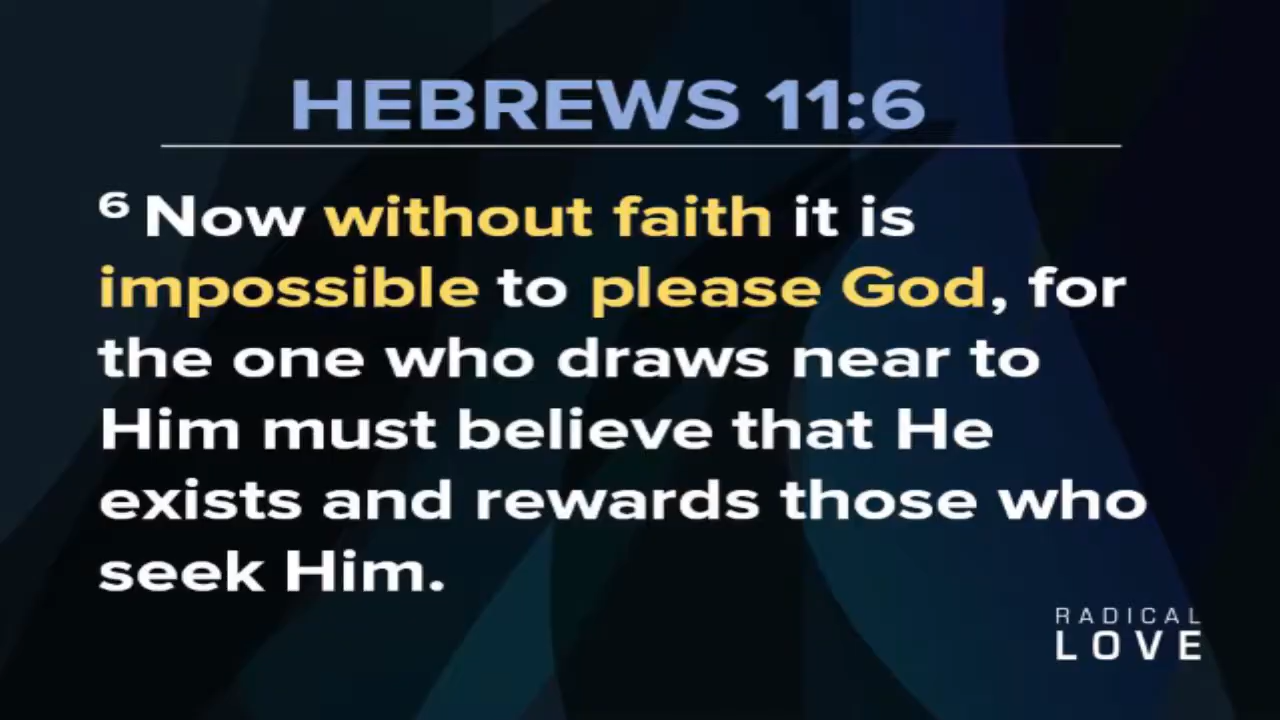 HEBREWS 11:6
⁶ Now without faith it is
impossible to please God, for
the one who draws near to
Him must believe that He
exists and rewards those who
seek Him.
RADICAL
LOVE